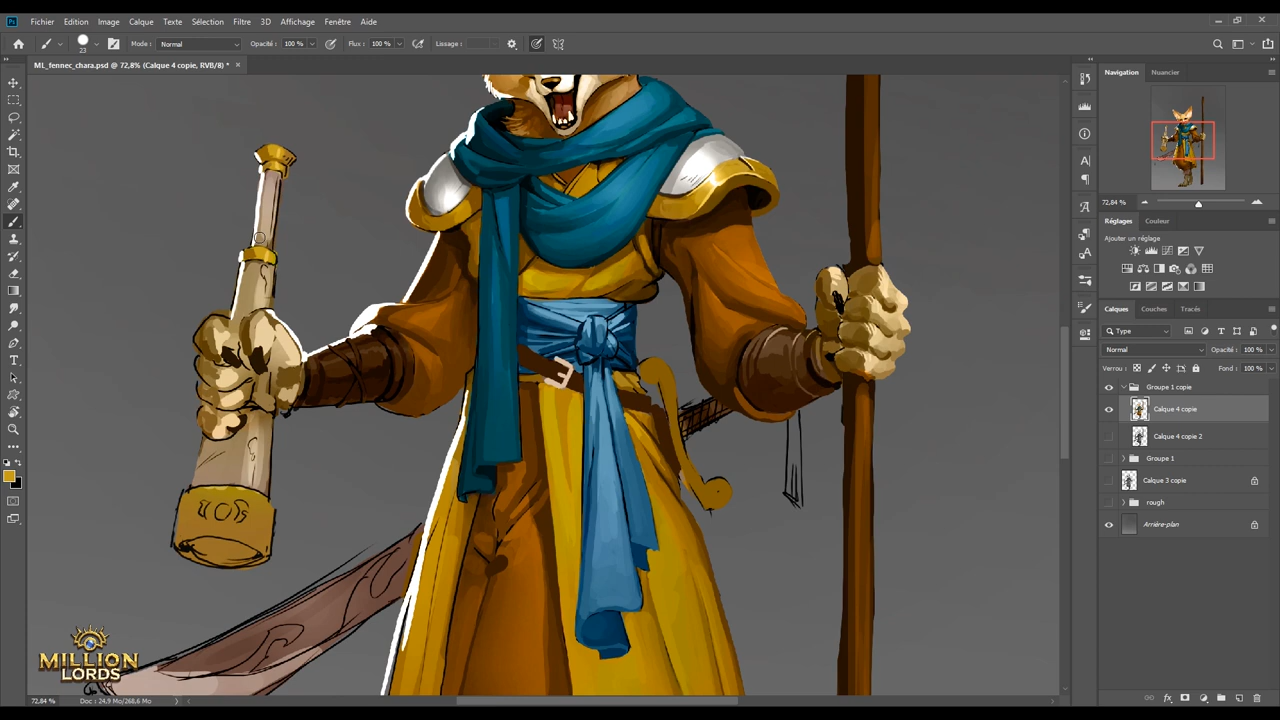 Ps Fichier Edition Image Calque Texte Sélection Filtre 3D Affichage Fenêtre Aide
23 Mode : Normal Opacité : 100 % Flux : 100 % Lissage :
ML_fennec_chara.psd @ 72,8% (Calque 4 copie, RVB/8) * ×
Navigation Nuancier
72,84 %
Réglages Couleur
Ajouter un réglage
Calques Couches Tracés
Type
Normal Opacité : 100 %
Verrou : Fond : 100 %
Groupe 1 copie
Calque 4 copie
Calque 4 copie 2
Groupe 1
Calque 3 copie
rough
Arrière-plan
MILLION
LORDS
72,84 % Doc : 24,9 Mo/268,6 Mo